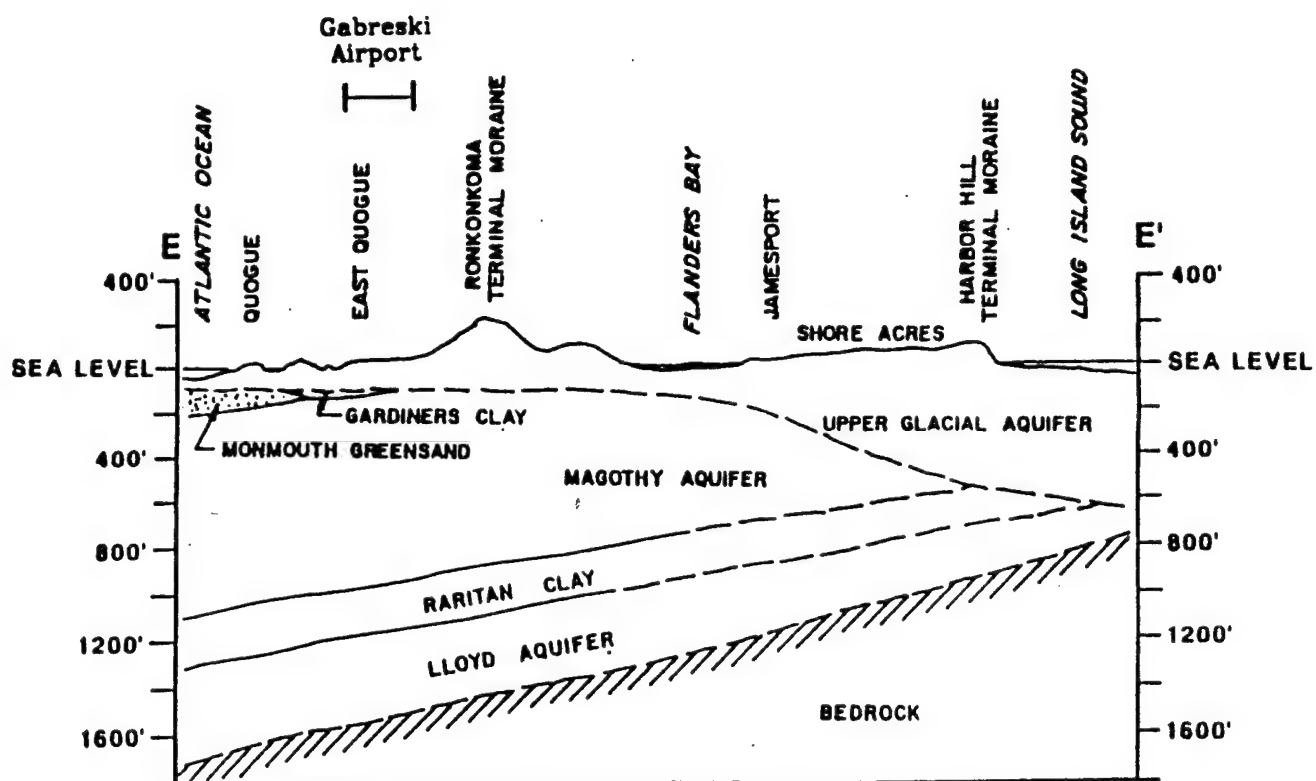 Gabreski
Airport
ATLANTIC OCEAN
QUOGUE
EAST QUOGUE
RONKONKOMA
TERMINAL MORAINE
FLANDERS BAY
JAMESPORT
HARBOR HILL
TERMINAL MORAINE
LONG ISLAND SOUND
E
E'
400'
400'
SHORE ACRES
SEA LEVEL
SEA LEVEL
GARDINERS CLAY
UPPER GLACIAL AQUIFER
MONMOUTH GREENSAND
400'
400'
MAGOTHY AQUIFER
800'
800'
RARITAN CLAY
1200'
1200'
LLOYD AQUIFER
BEDROCK
1600'
1600'